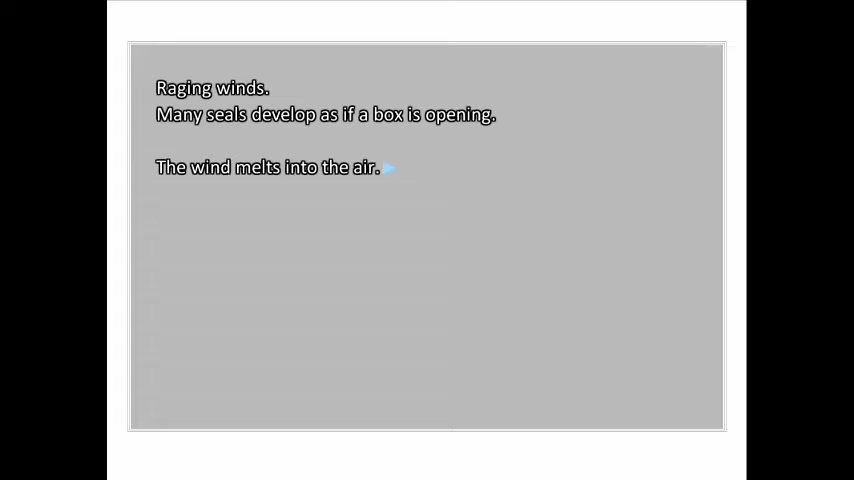 Raging winds.
Many seals develop as if a box is opening.
The wind melts into the air.